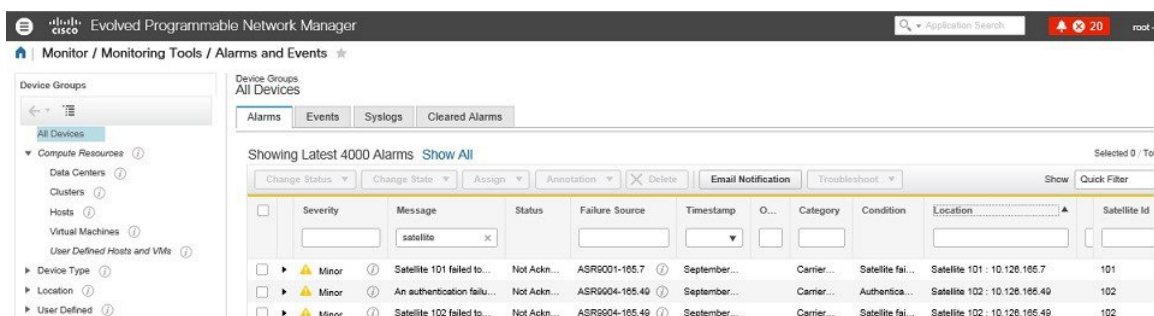 cisco Evolved Programmable Network Manager
Application Search
20
root -
Monitor / Monitoring Tools / Alarms and Events
Device Groups
All Devices
Compute Resources
Data Centers
Clusters
Hosts
Virtual Machines
User Defined Hosts and VMs
Device Type
Location
User Defined
Device Groups
All Devices
Alarms Events Syslogs Cleared Alarms
Showing Latest 4000 Alarms Show All
Selected 0 / To
Change Status Change State Assign Annotation Delete Email Notification Troubleshoot Show Quick Filter
Severity Message Status Failure Source Timestamp O... Category Condition Location Satellite Id
satellite
Minor Satellite 101 failed to... Not Ackn... ASR9001-165.7 September... Carrier... Satellite fai... Satellite 101 : 10.126.165.7 101
Minor An authentication failu... Not Ackn... ASR9904-165.49 September... Carrier... Authentica... Satellite 102 : 10.126.165.49 102
Minor Satellite 102 failed to... Not Ackn... ASR9904-165.49 September... Carrier... Satellite fai... Satellite 102 : 10.126.165.49 102